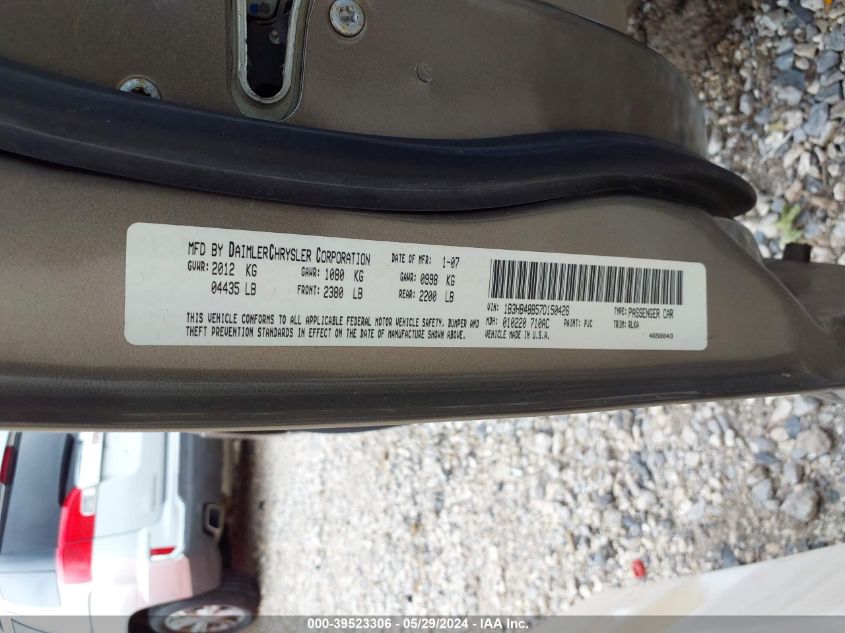 MFD BY DAIMLERCHRYSLER CORPORATION DATE OF MFR: 1-07
GVWR: 2012 KG GAWR: 1080 KG GAWR: 0998 KG
04435 LB FRONT: 2380 LB REAR: 2200 LB
THIS VEHICLE CONFORMS TO ALL APPLICABLE FEDERAL MOTOR VEHICLE SAFETY, BUMPER AND
THEFT PREVENTION STANDARDS IN EFFECT ON THE DATE OF MANUFACTURE SHOWN ABOVE.
VIN: 1B3HB48B57D150426 TYPE: PASSENGER CAR
MDH: 010220 710AC PAINT: PJC TRIM: RLKA
VEHICLE MADE IN U.S.A. 4658043
000-39523306 - 05/29/2024 - IAA Inc.